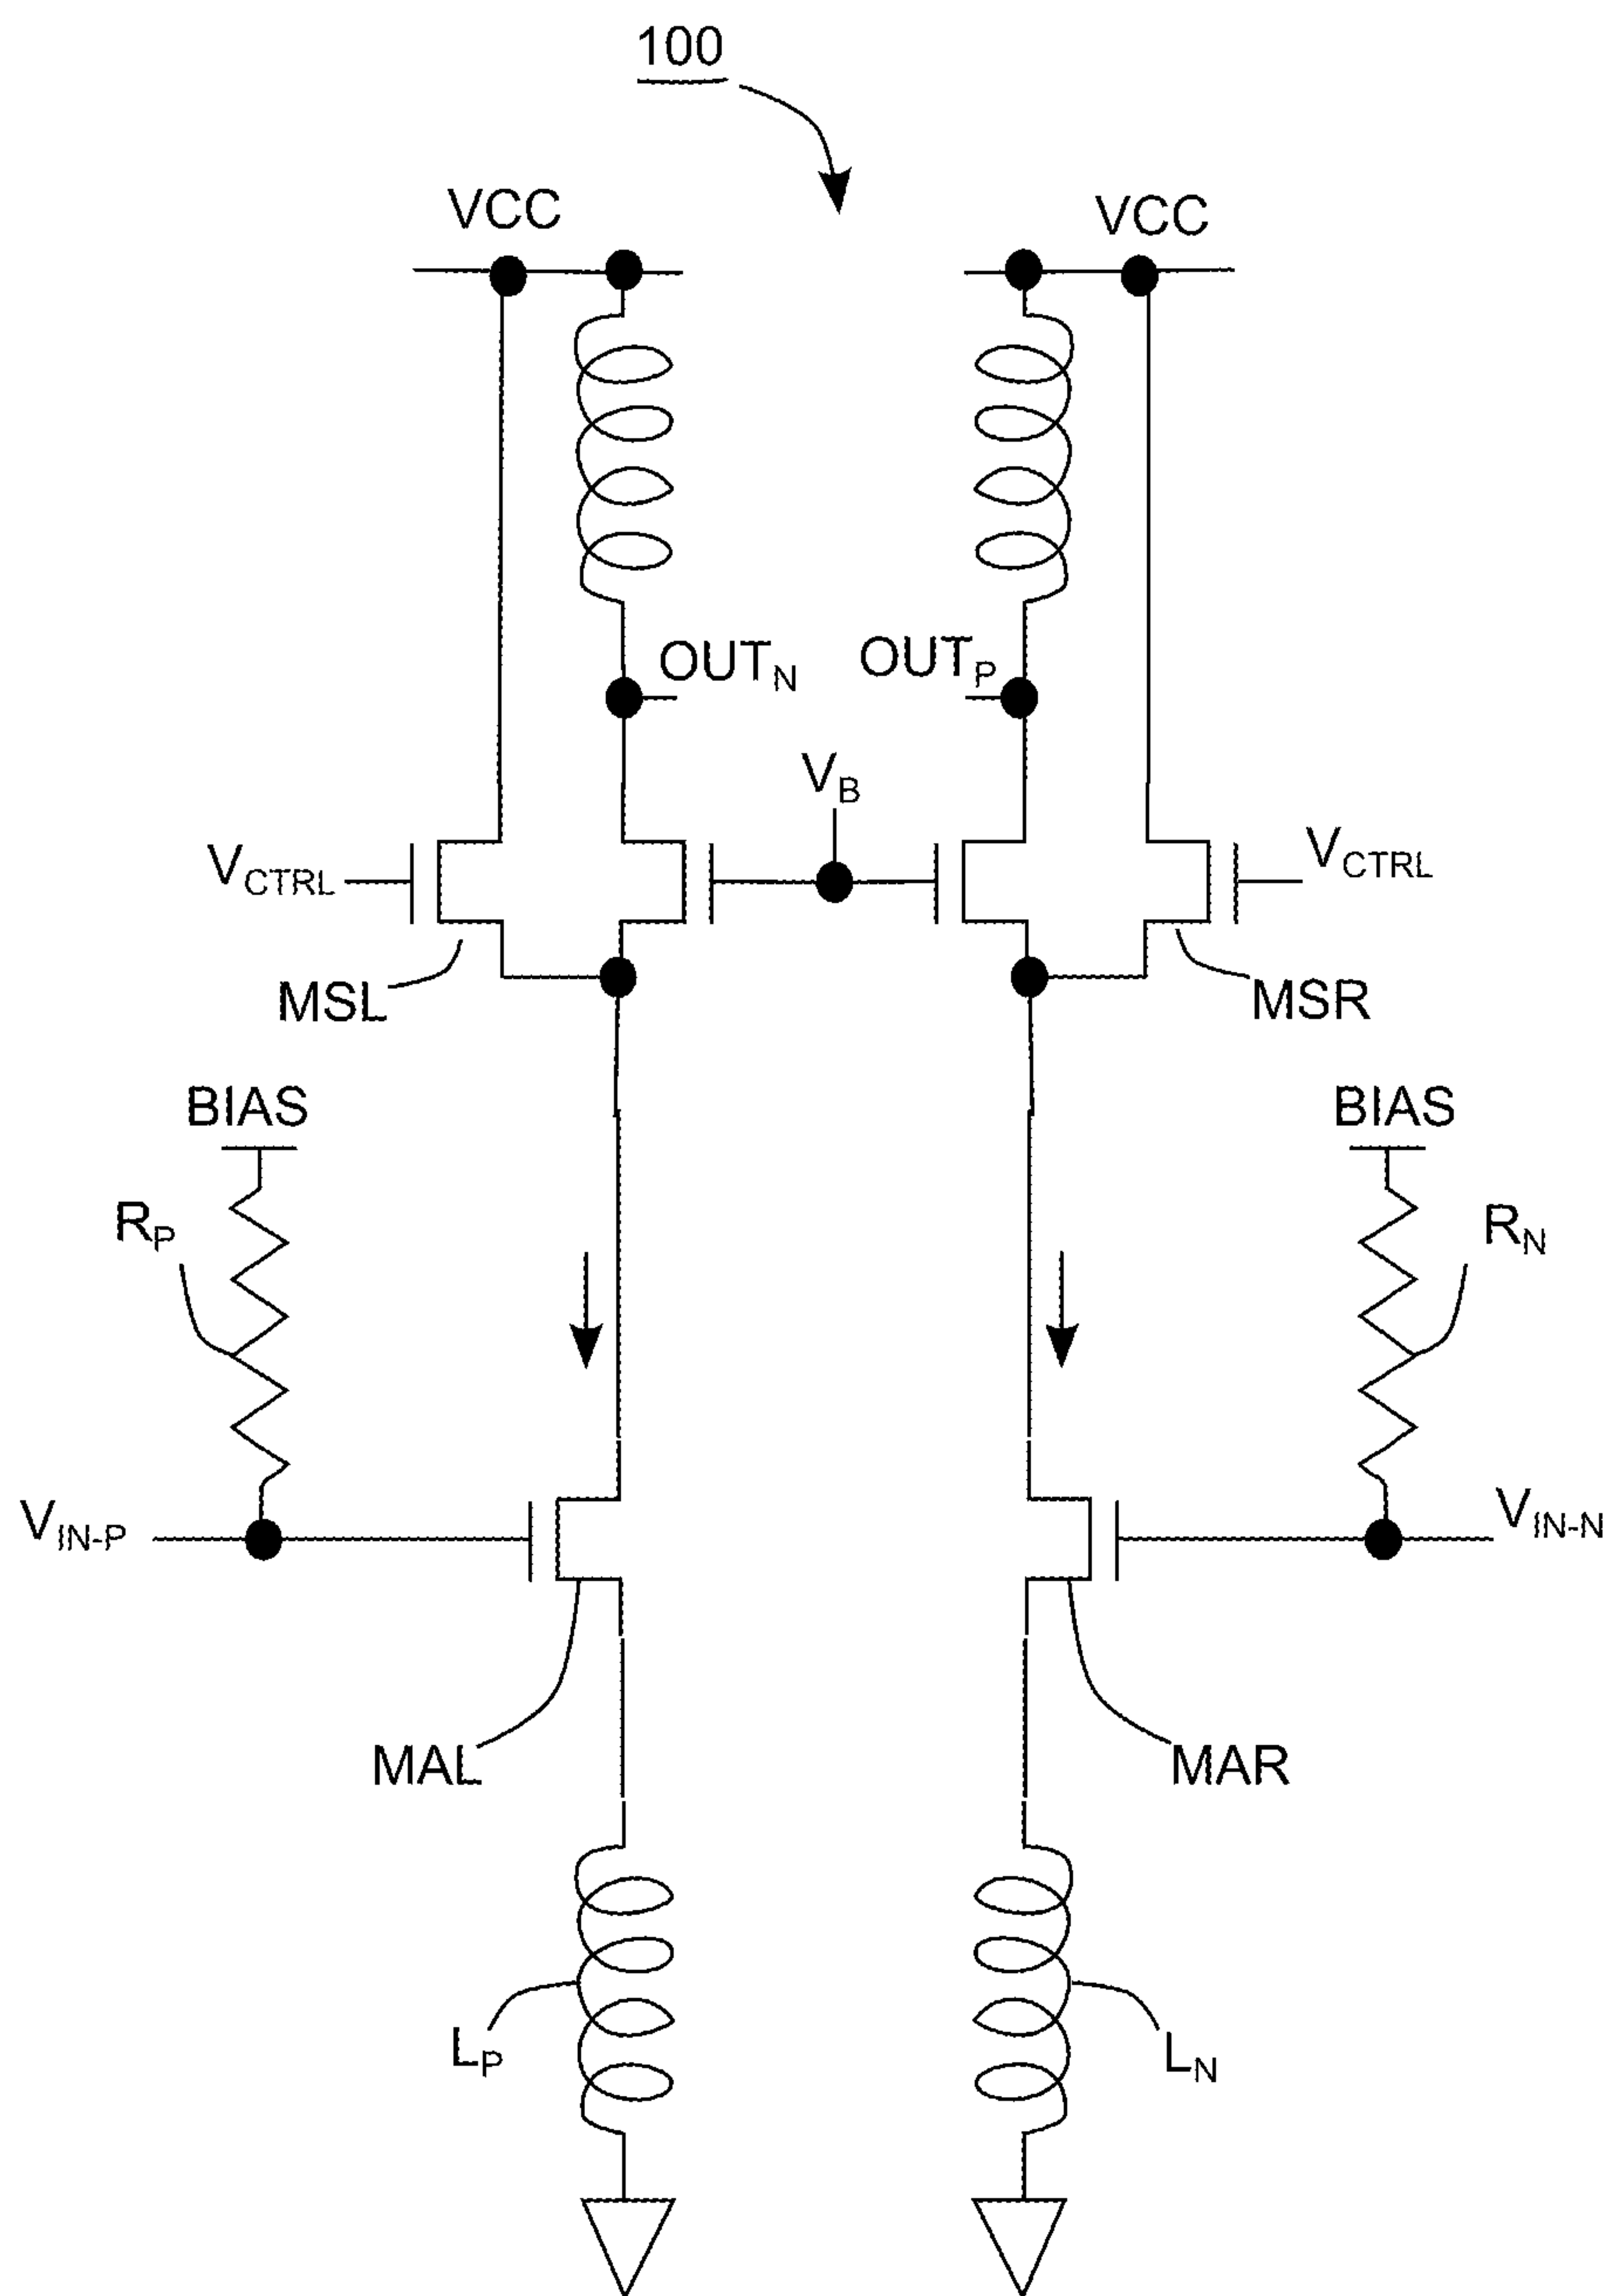 100
VCC
VCC
OUTN
OUTP
VB
VCTRL
VCTRL
MSL
MSR
BIAS
BIAS
RP
RN
VIN-P
VIN-N
MAL
MAR
LP
LN